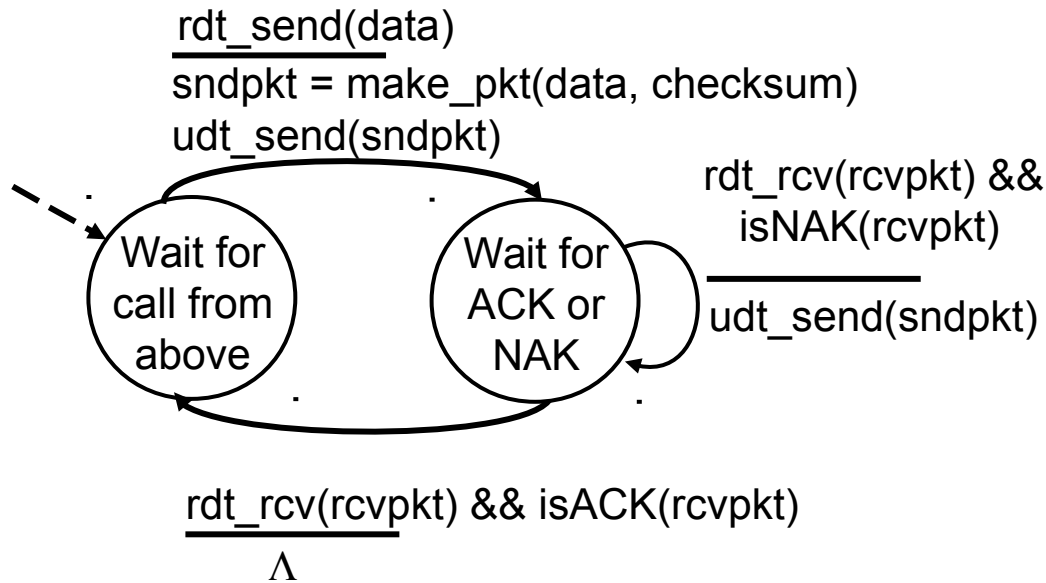 rdt_send(data)
sndpkt = make_pkt(data, checksum)
udt_send(sndpkt)
rdt_rcv(rcvpkt) &&
isNAK(rcvpkt)
udt_send(sndpkt)
Wait for
call from
above
Wait for
ACK or
NAK
rdt_rcv(rcvpkt) && isACK(rcvpkt)
Λ